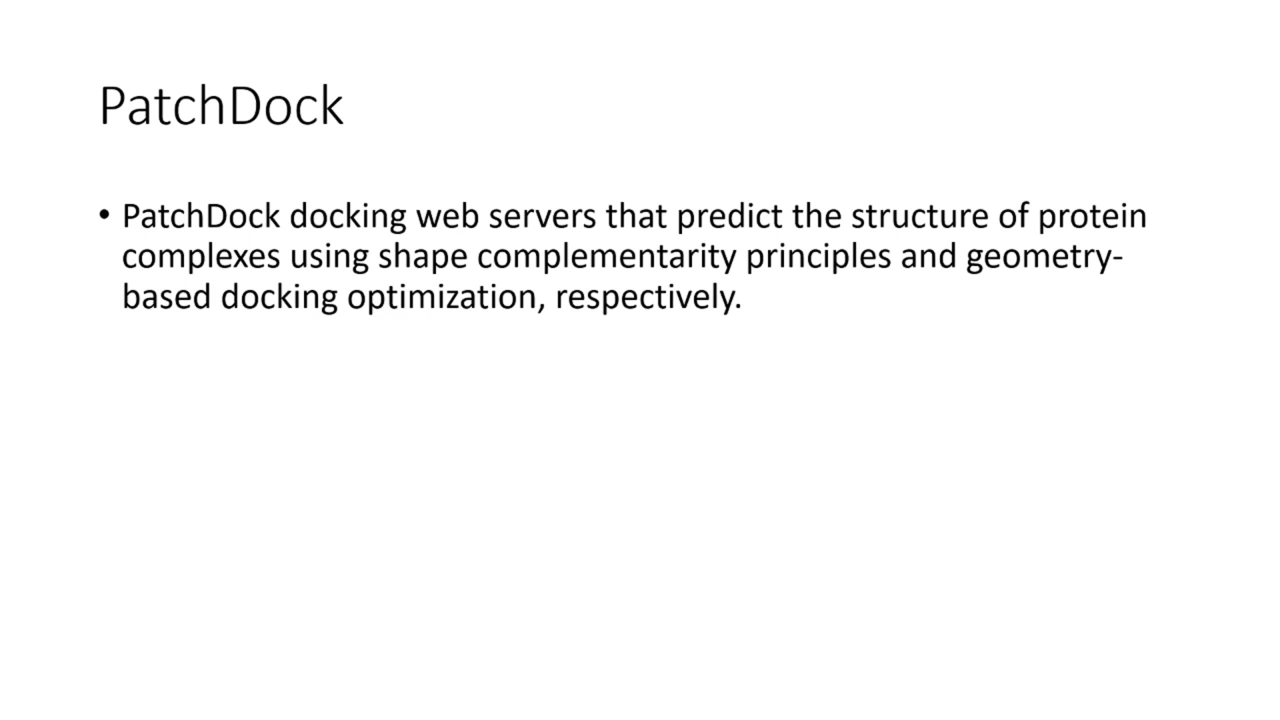 PatchDock
• PatchDock docking web servers that predict the structure of protein
complexes using shape complementarity principles and geometry-
based docking optimization, respectively.